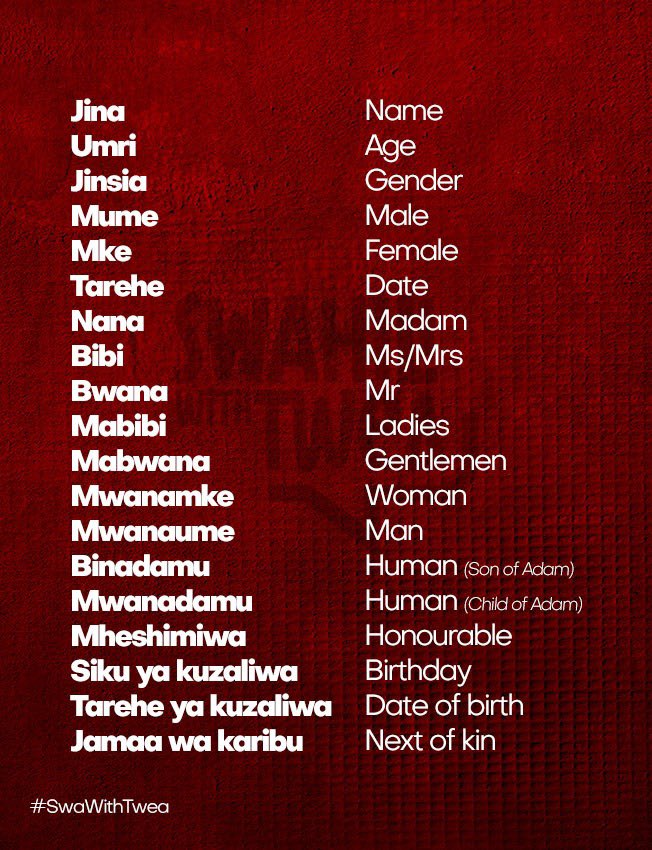 Jina Name
Umri Age
Jinsia Gender
Mume Male
Mke Female
Tarehe Date
Nana Madam
Bibi Ms/Mrs
Bwana Mr
Mabibi Ladies
Mabwana Gentlemen
Mwanamke Woman
Mwanaume Man
Binadamu Human (Son of Adam)
Mwanadamu Human (Child of Adam)
Mheshimiwa Honourable
Siku ya kuzaliwa Birthday
Tarehe ya kuzaliwa Date of birth
Jamaa wa karibu Next of kin
#SwaWithTwea